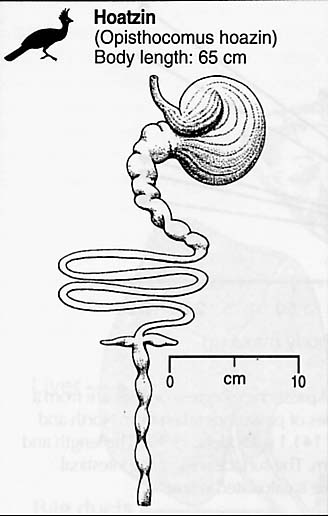 Hoatzin
(Opisthocomus hoazin)
Body length: 65 cm
0 cm 10